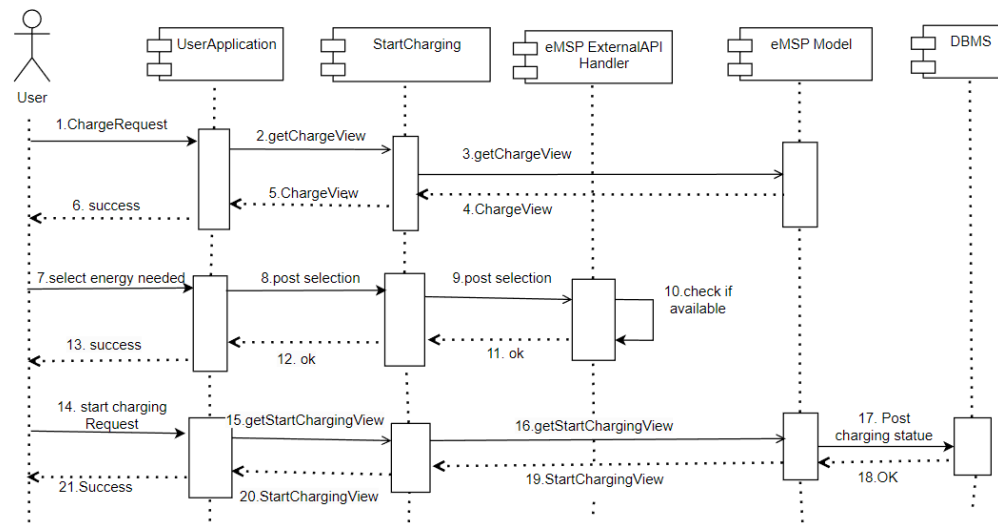 UserApplication
StartCharging
eMSP ExternalAPI
Handler
eMSP Model
DBMS
User
1.ChargeRequest
2.getChargeView
3.getChargeView
4.ChargeView
5.ChargeView
6. success
7.select energy needed
8.post selection
9.post selection
10.check if
available
11. ok
12. ok
13. success
14. start charging
Request
15.getStartChargingView
16.getStartChargingView
17. Post
charging statue
18.OK
19.StartChargingView
20.StartChargingView
21.Success